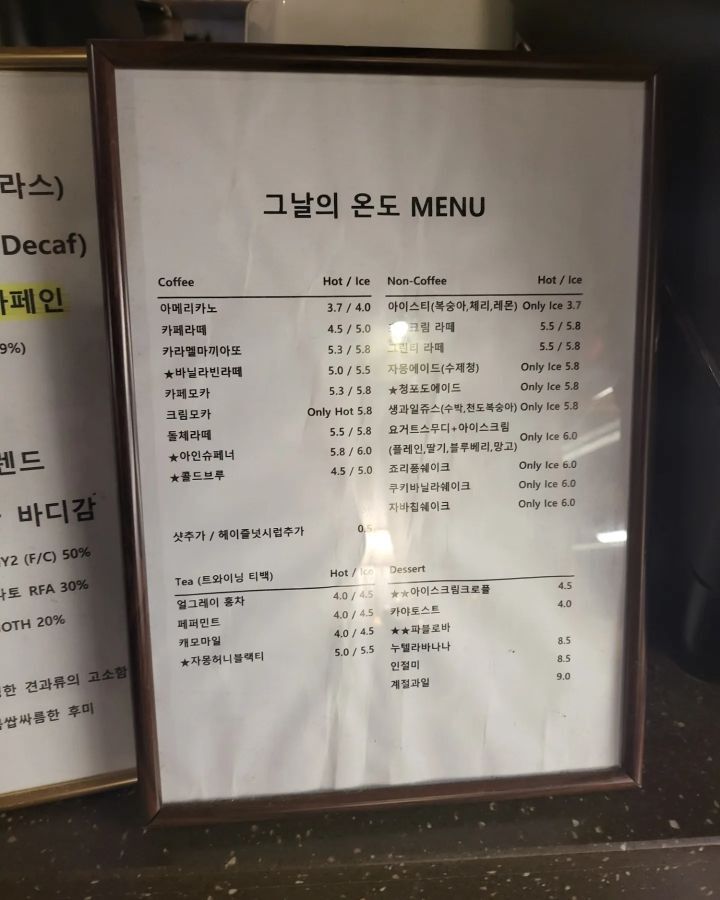 라스)
Decaf)
카페인
9%)
렌드
바디감
Y2 (F/C) 50%
RFA 30%
OTH 20%
한 견과류의 고소함
쌉싸름한 후미
그날의 온도 MENU
Coffee Hot / Ice
아메리카노 3.7 / 4.0
카페라떼 4.5 / 5.0
카라멜마끼아또 5.3 / 5.8
★바닐라빈라떼 5.0 / 5.5
카페모카 5.3 / 5.8
크림모카 Only Hot 5.8
돌체라떼 5.5 / 5.8
★아인슈페너 5.8 / 6.0
★콜드브루 4.5 / 5.0
샷추가 / 헤이즐넛시럽추가 0.5
Non-Coffee Hot / Ice
아이스티(복숭아,체리,레몬) Only Ice 3.7
크림 라떼 5.5 / 5.8
그린티 라떼 5.5 / 5.8
자몽에이드(수제청) Only Ice 5.8
★청포도에이드 Only Ice 5.8
생과일쥬스(수박,천도복숭아) Only Ice 5.8
요거트스무디+아이스크림 Only Ice 6.0
(플레인,딸기,블루베리,망고)
죠리퐁쉐이크 Only Ice 6.0
쿠키바닐라쉐이크 Only Ice 6.0
자바칩쉐이크 Only Ice 6.0
Tea (트와이닝 티백) Hot / Ice
얼그레이 홍차 4.0 / 4.5
페퍼민트 4.0 / 4.5
캐모마일 4.0 / 4.5
★자몽허니블랙티 5.0 / 5.5
Dessert
★★아이스크림크로플 4.5
카야토스트 4.0
★★파블로바
누텔라바나나 8.5
인절미 8.5
계절과일 9.0